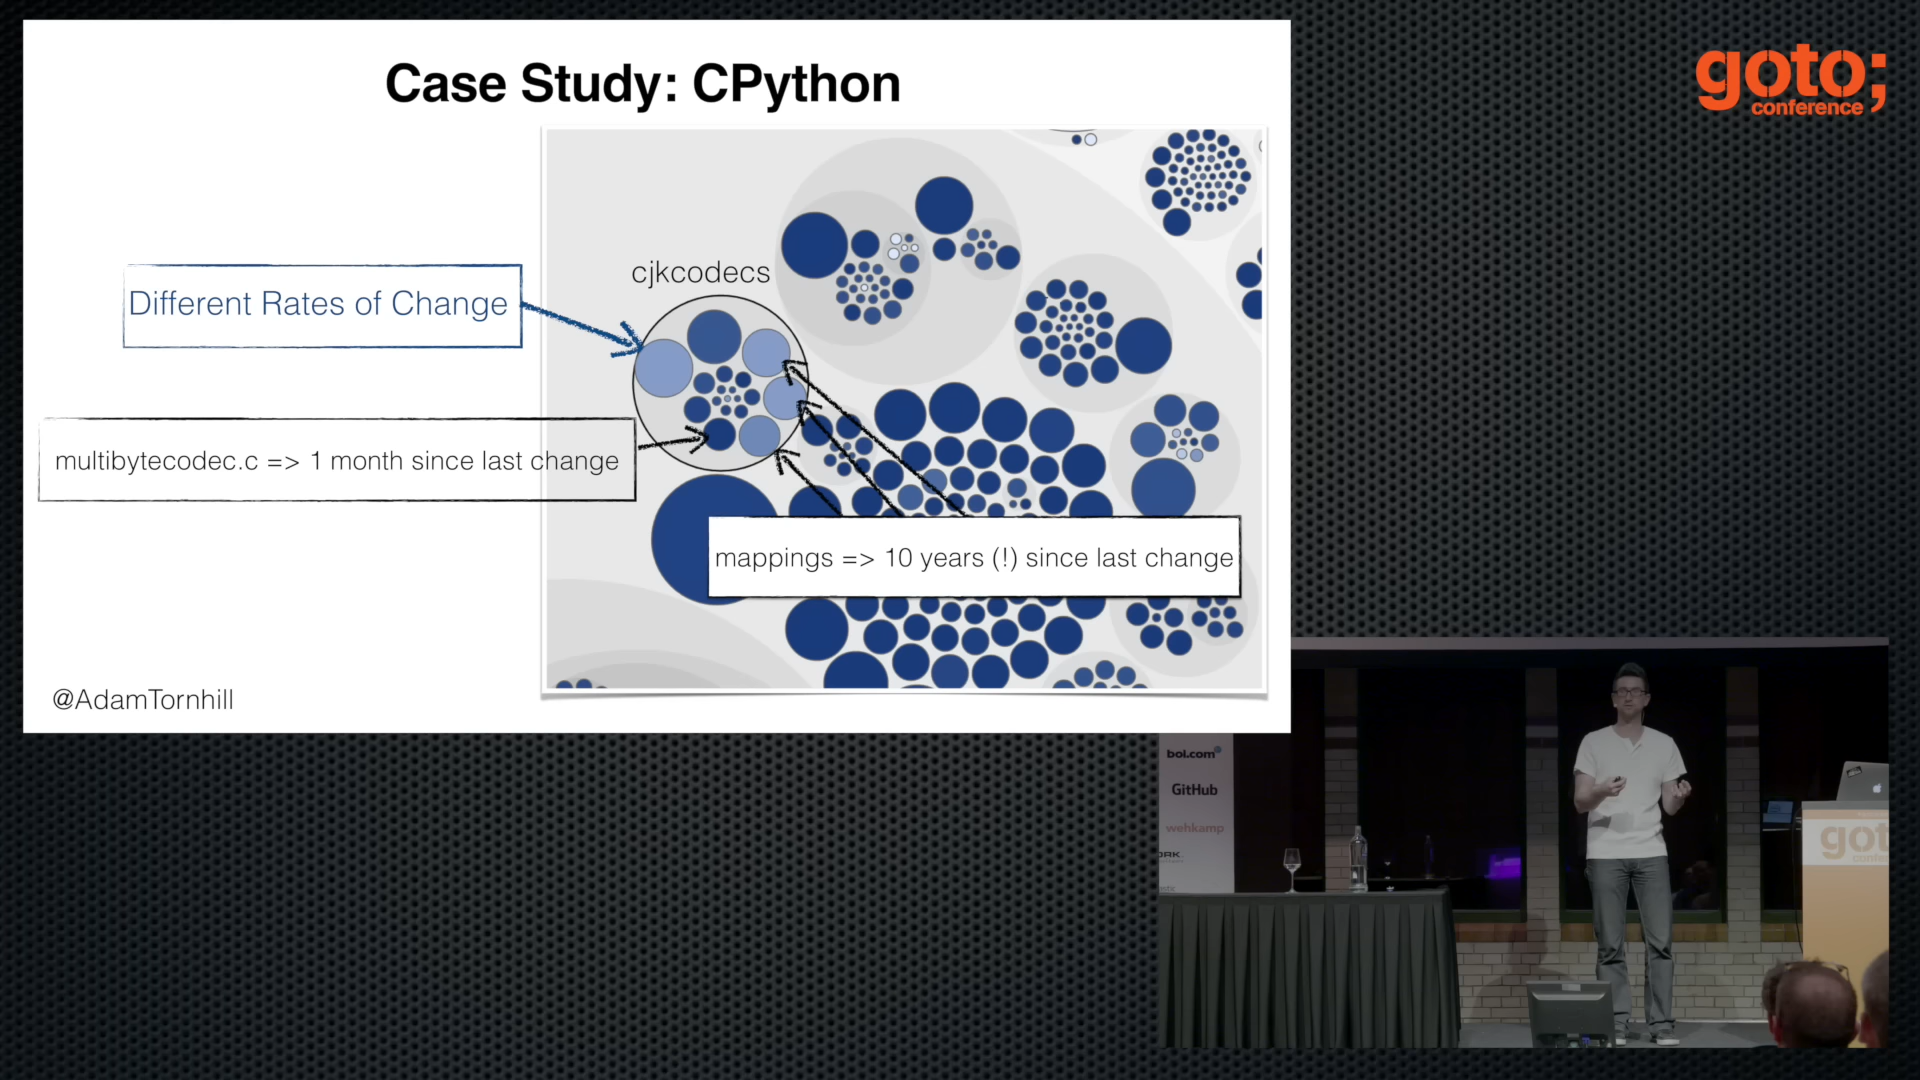 Case Study: CPython
goto;
conference
cjkcodecs
Different Rates of Change
multibytecodec.c => 1 month since last change
mappings => 10 years (!) since last change
@AdamTornhill
bol.com
GitHub
wehkamp